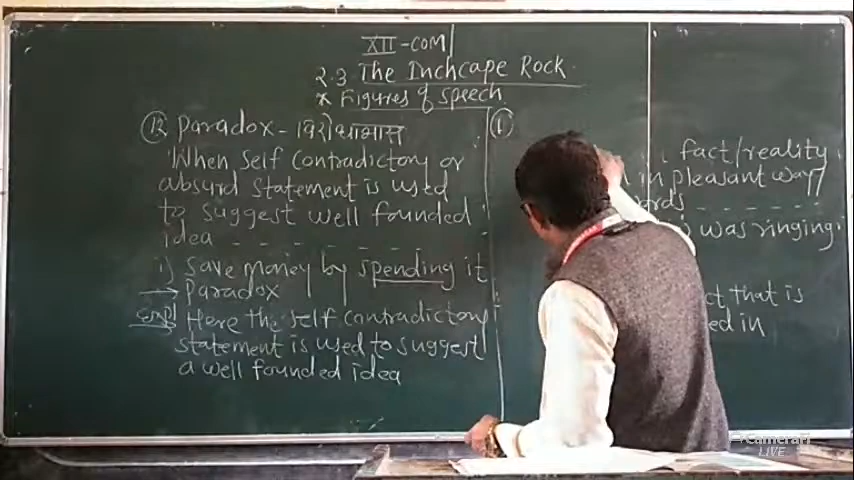 XII-COM
2.3 The Inchcape Rock
* Figures of speech
12 Paradox - विरोधाभास
When self contradictory or
absurd statement is used
to suggest well founded
idea - - - - - - -
i) Save money by spending it
→ Paradox
Expl Here the self contradictory
statement is used to suggest
a well founded idea
fact/reality
in pleasant way
- - - - - -
was ringing
that is
in
CameraFi
LIVE